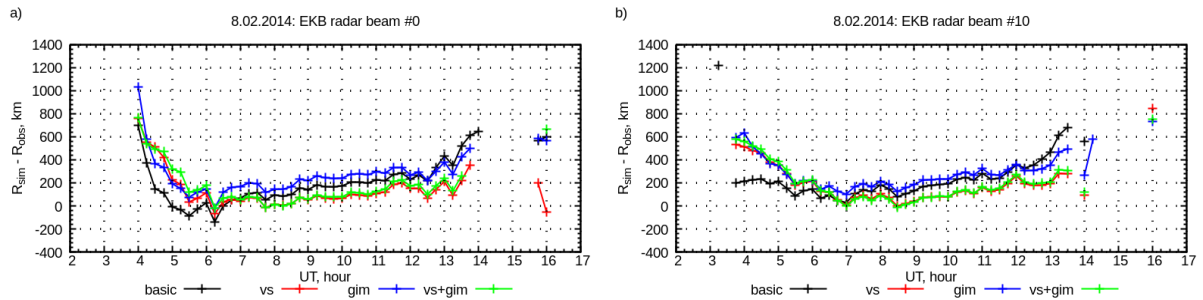 a)
8.02.2014: EKB radar beam #0
1400
1200
1000
800
600
400
200
0
-200
-400
R_sim - R_obs, km
2 3 4 5 6 7 8 9 10 11 12 13 14 15 16 17
UT, hour
basic vs gim vs+gim
b)
8.02.2014: EKB radar beam #10
1400
1200
1000
800
600
400
200
0
-200
-400
R_sim - R_obs, km
2 3 4 5 6 7 8 9 10 11 12 13 14 15 16 17
UT, hour
basic vs gim vs+gim